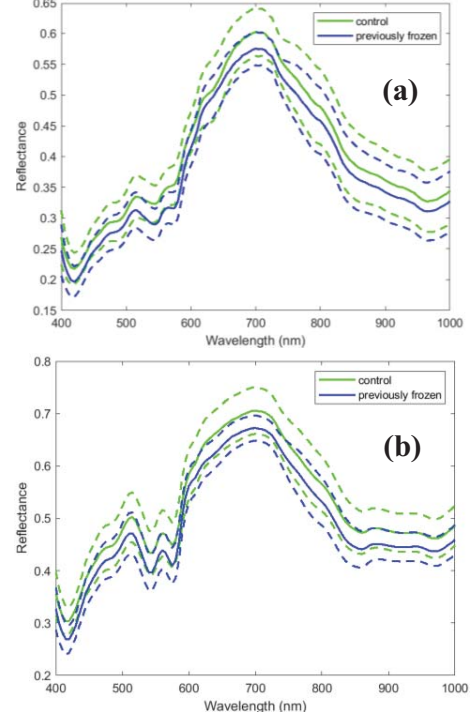 0.65
0.6
0.55
0.5
0.45
0.4
0.35
0.3
0.25
0.2
0.15
Reflectance
control
previously frozen
(a)
400 500 600 700 800 900 1000
Wavelength (nm)
0.8
0.7
0.6
0.5
0.4
0.3
0.2
Reflectance
control
previously frozen
(b)
400 500 600 700 800 900 1000
Wavelength (nm)